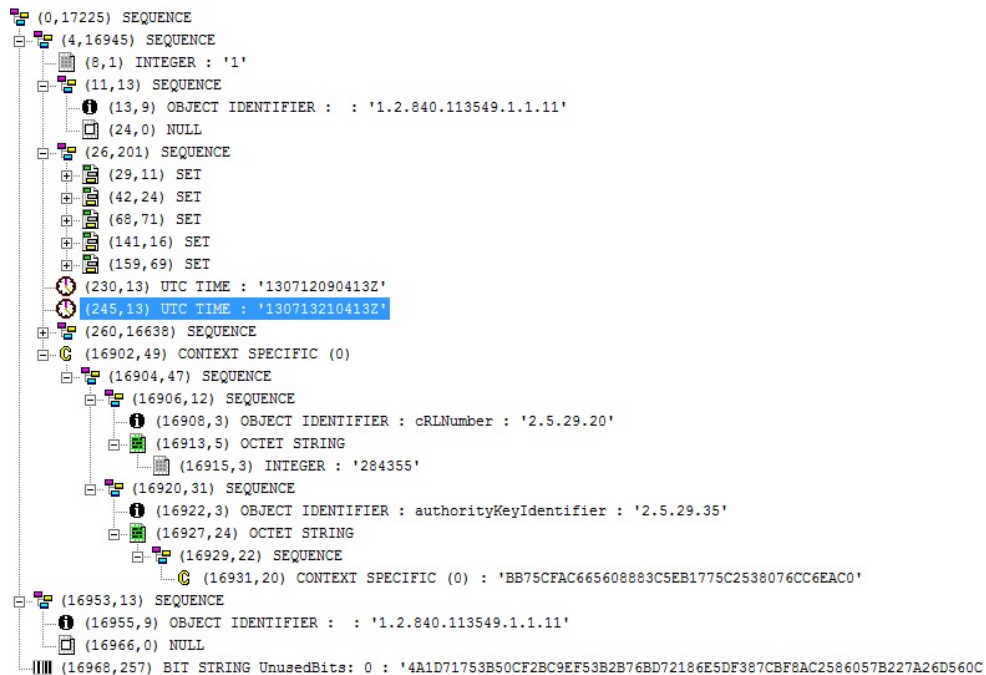 (0,17225) SEQUENCE
(4,16945) SEQUENCE
(8,1) INTEGER : '1'
(11,13) SEQUENCE
(13,9) OBJECT IDENTIFIER : : '1.2.840.113549.1.1.11'
(24,0) NULL
(26,201) SEQUENCE
(29,11) SET
(42,24) SET
(68,71) SET
(141,16) SET
(159,69) SET
(230,13) UTC TIME : '130712090413Z'
(245,13) UTC TIME : '130713210413Z'
(260,16638) SEQUENCE
C (16902,49) CONTEXT SPECIFIC (0)
(16904,47) SEQUENCE
(16906,12) SEQUENCE
(16908,3) OBJECT IDENTIFIER : cRLNumber : '2.5.29.20'
(16913,5) OCTET STRING
(16915,3) INTEGER : '284355'
(16920,31) SEQUENCE
(16922,3) OBJECT IDENTIFIER : authorityKeyIdentifier : '2.5.29.35'
(16927,24) OCTET STRING
(16929,22) SEQUENCE
C (16931,20) CONTEXT SPECIFIC (0) : 'BB75CFAC665608883C5EB1775C2538076CC6EAC0'
(16953,13) SEQUENCE
(16955,9) OBJECT IDENTIFIER : : '1.2.840.113549.1.1.11'
(16966,0) NULL
(16968,257) BIT STRING UnusedBits: 0 : '4A1D71753B50CF2BC9EF53B2B76BD72186E5DF387CBF8AC2586057B227A26D560C